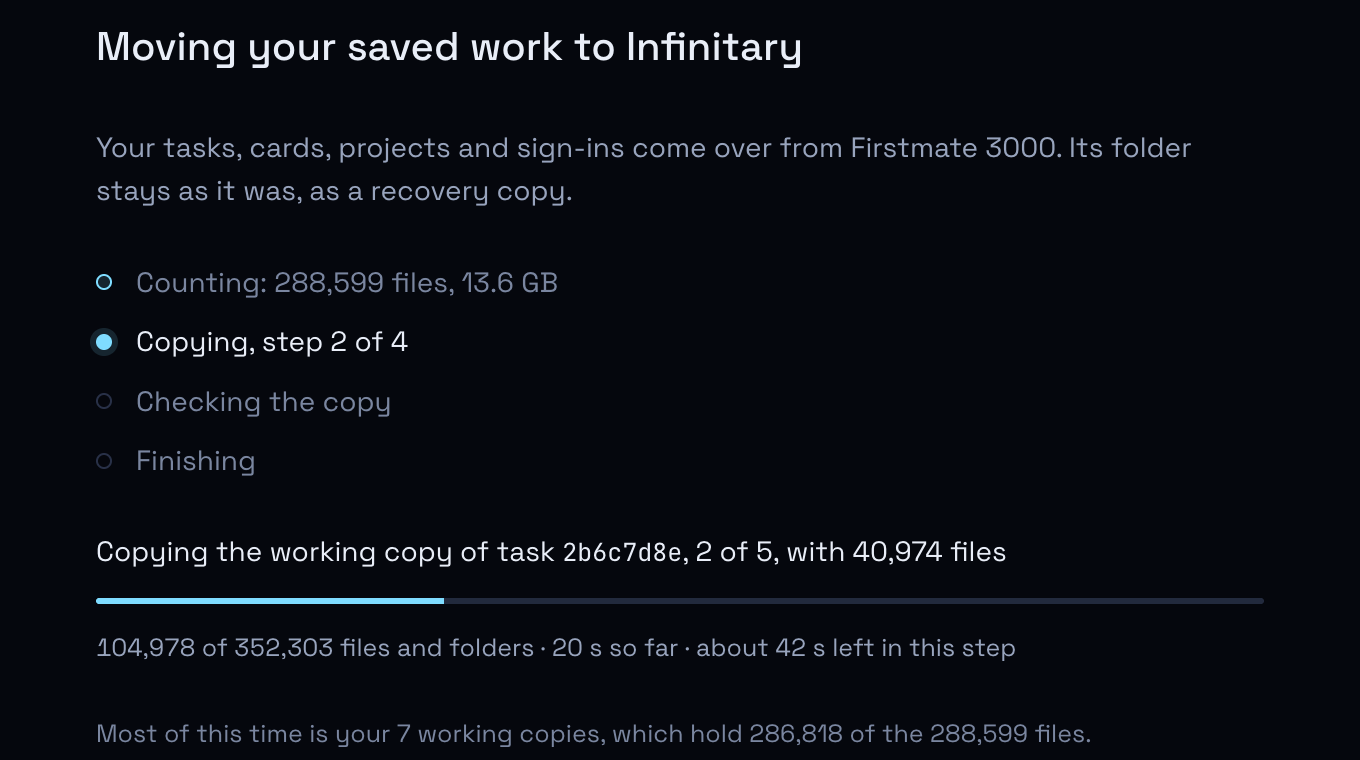 Moving your saved work to Infinitary
Your tasks, cards, projects and sign-ins come over from Firstmate 3000. Its folder
stays as it was, as a recovery copy.
Counting: 288,599 files, 13.6 GB
Copying, step 2 of 4
Checking the copy
Finishing
Copying the working copy of task 2b6c7d8e, 2 of 5, with 40,974 files
104,978 of 352,303 files and folders · 20 s so far · about 42 s left in this step
Most of this time is your 7 working copies, which hold 286,818 of the 288,599 files.